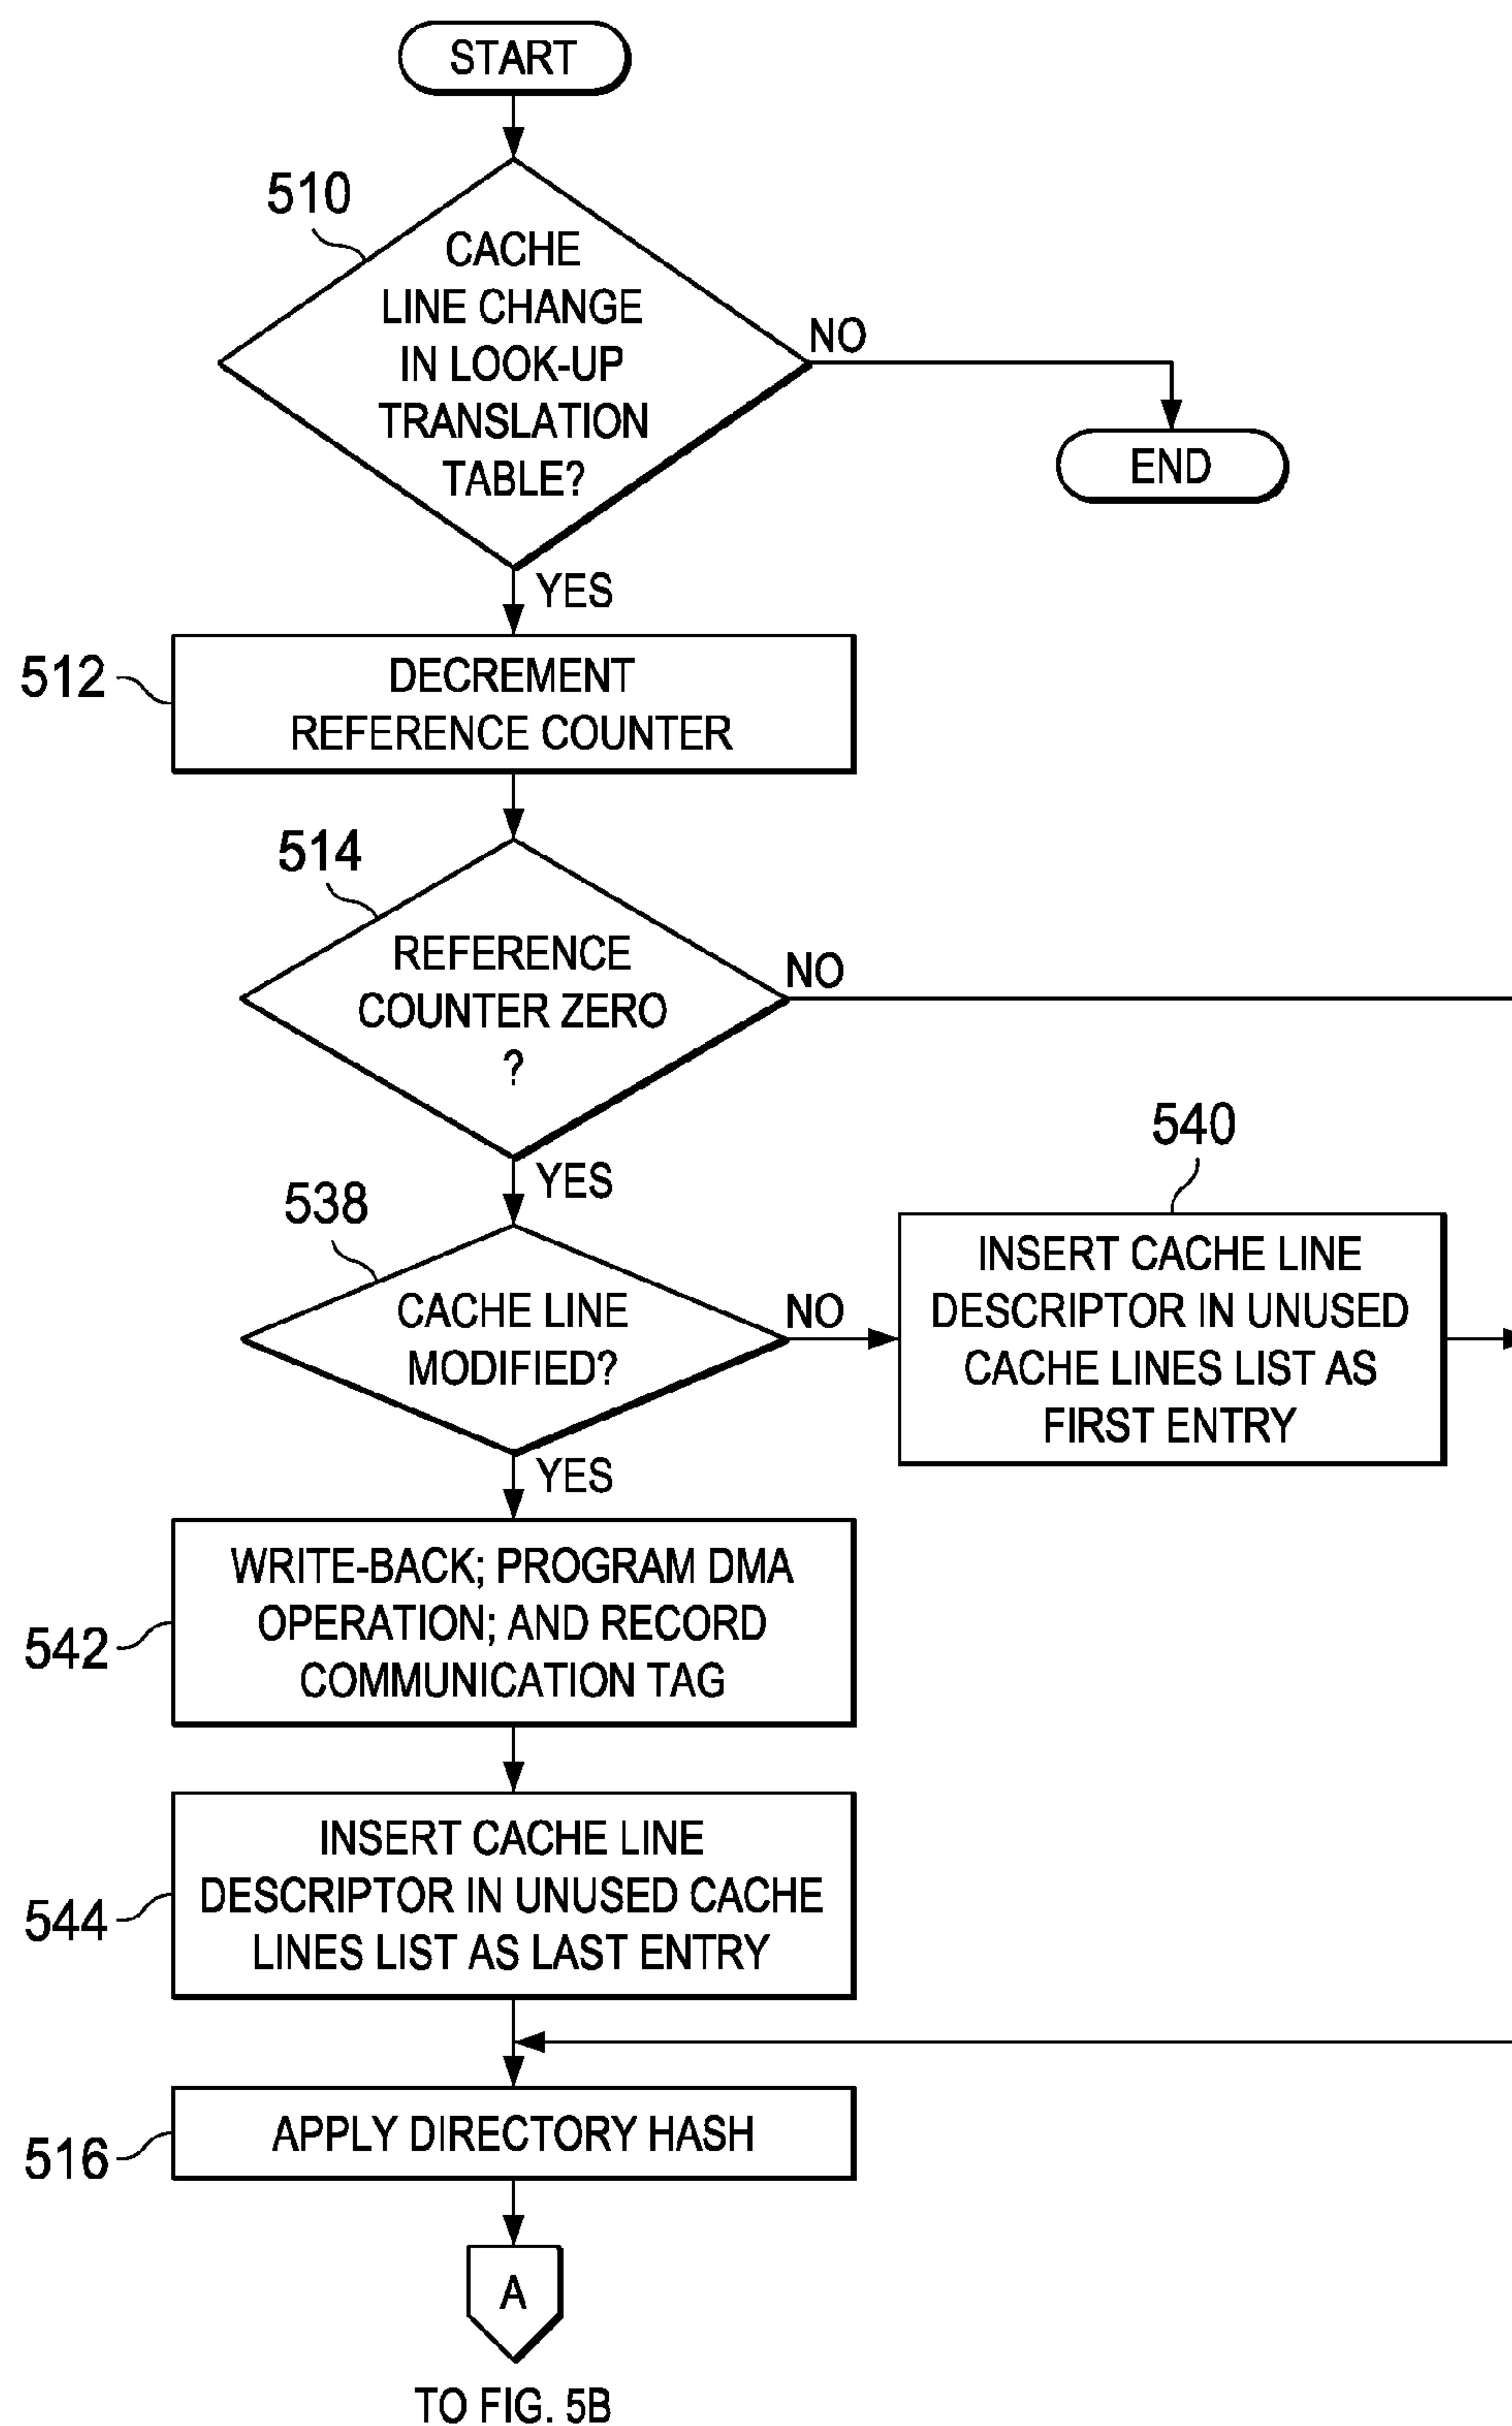 START
510
CACHE
LINE CHANGE
IN LOOK-UP
TRANSLATION
TABLE?
NO
END
YES
512
DECREMENT
REFERENCE COUNTER
514
REFERENCE
COUNTER ZERO
?
NO
YES
538
CACHE LINE
MODIFIED?
NO
540
INSERT CACHE LINE
DESCRIPTOR IN UNUSED
CACHE LINES LIST AS
FIRST ENTRY
YES
542
WRITE-BACK; PROGRAM DMA
OPERATION; AND RECORD
COMMUNICATION TAG
544
INSERT CACHE LINE
DESCRIPTOR IN UNUSED CACHE
LINES LIST AS LAST ENTRY
516
APPLY DIRECTORY HASH
A
TO FIG. 5B